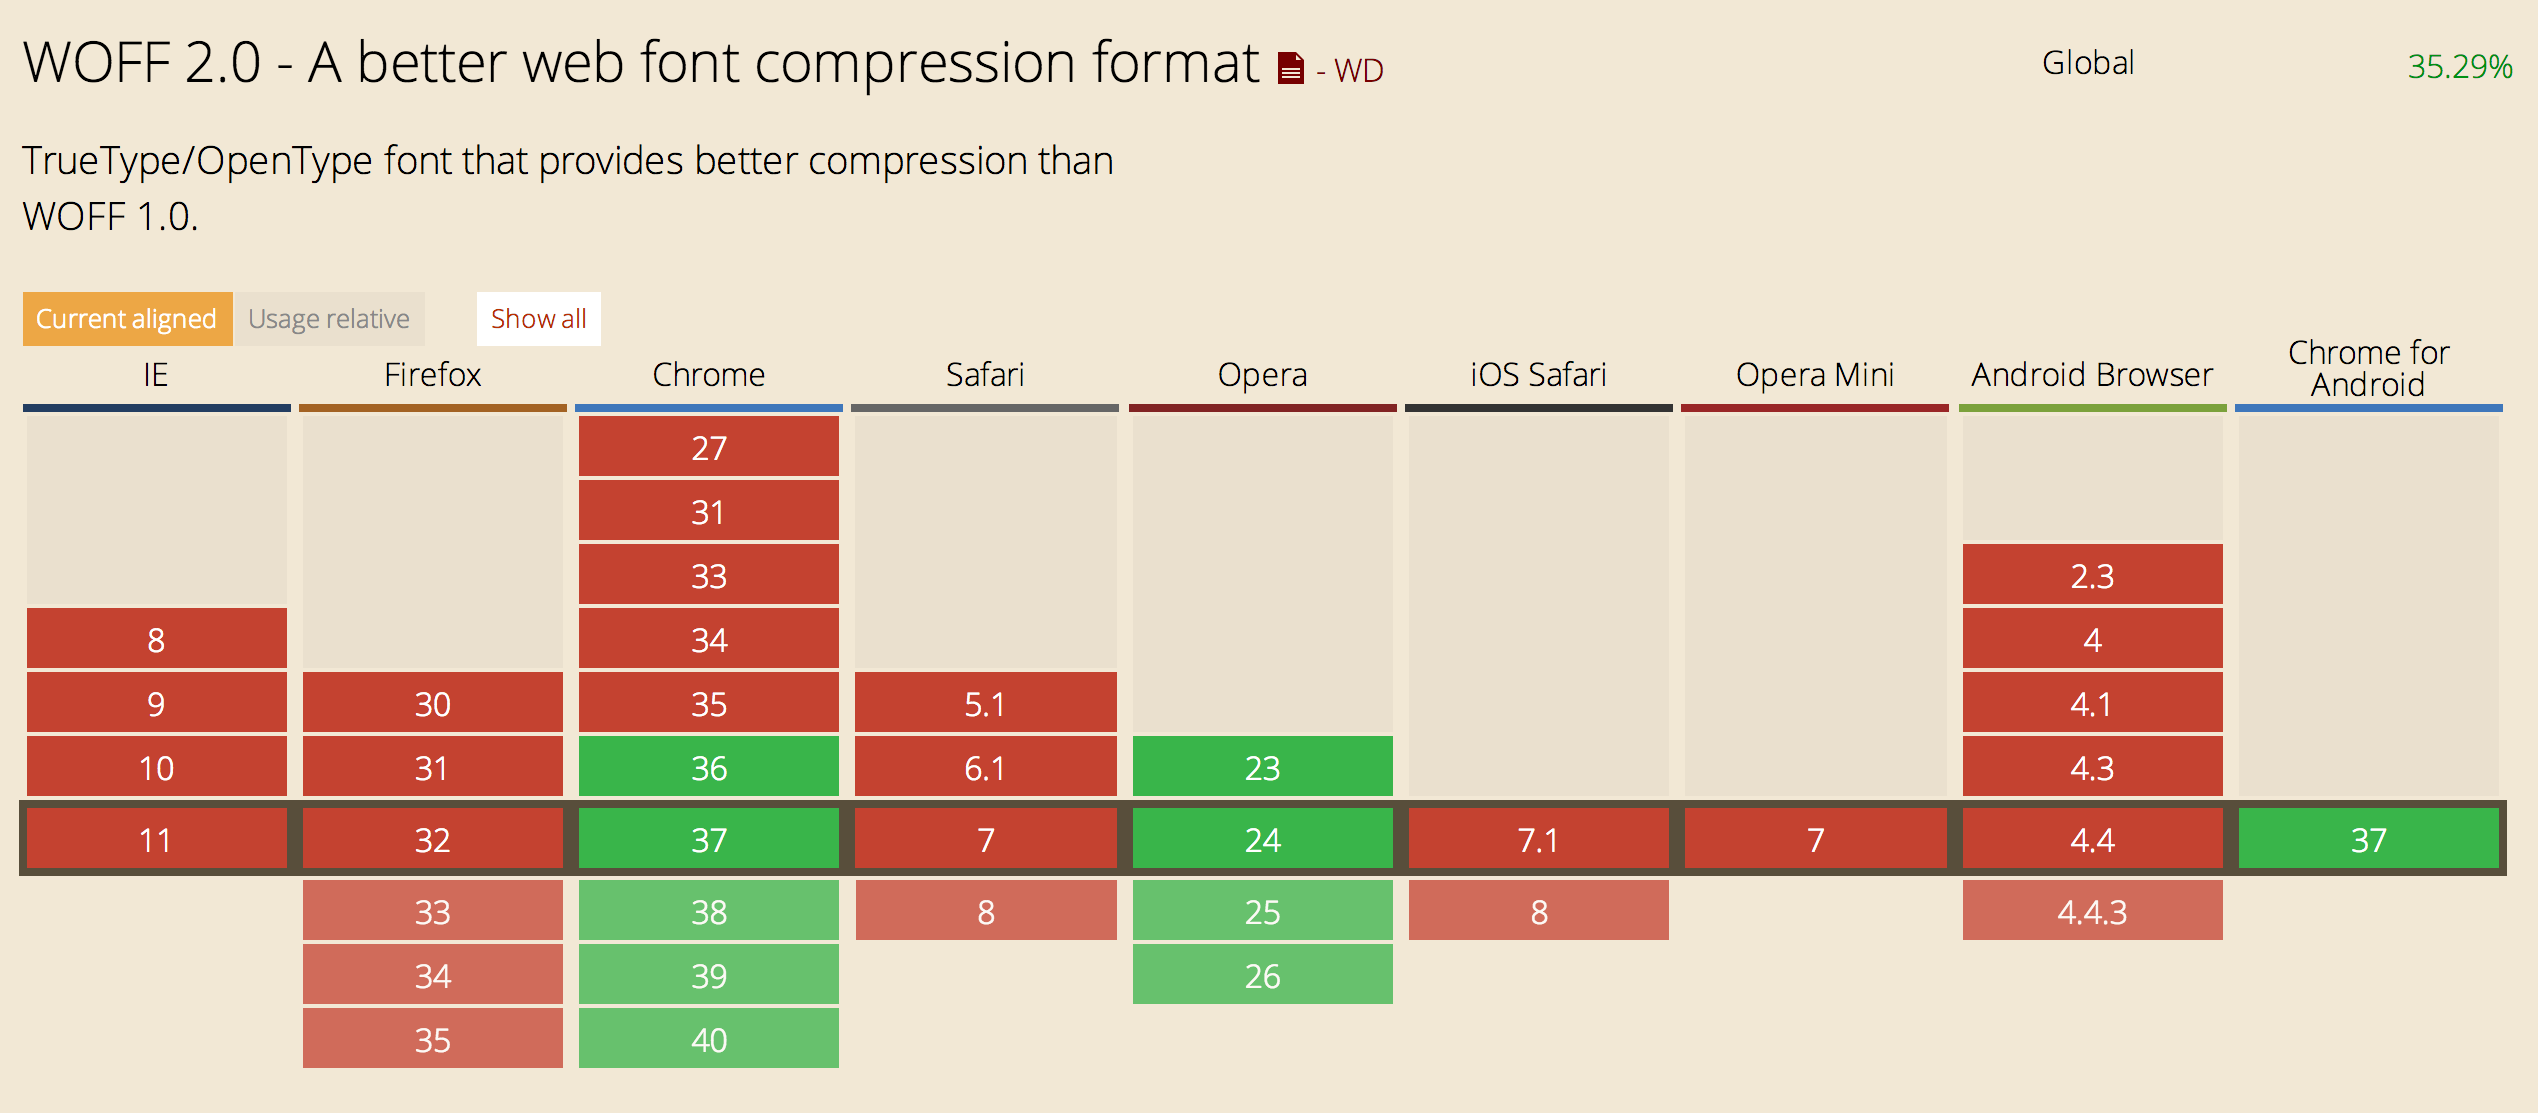 WOFF 2.0 - A better web font compression format - WD
Global 35.29%
TrueType/OpenType font that provides better compression than
WOFF 1.0.
Current aligned Usage relative Show all
IE Firefox Chrome Safari Opera iOS Safari Opera Mini Android Browser Chrome for
Android
27
31
33 2.3
8 34 4
9 30 35 5.1 4.1
10 31 36 6.1 23 4.3
11 32 37 7 24 7.1 7 4.4 37
33 38 8 25 8 4.4.3
34 39 26
35 40